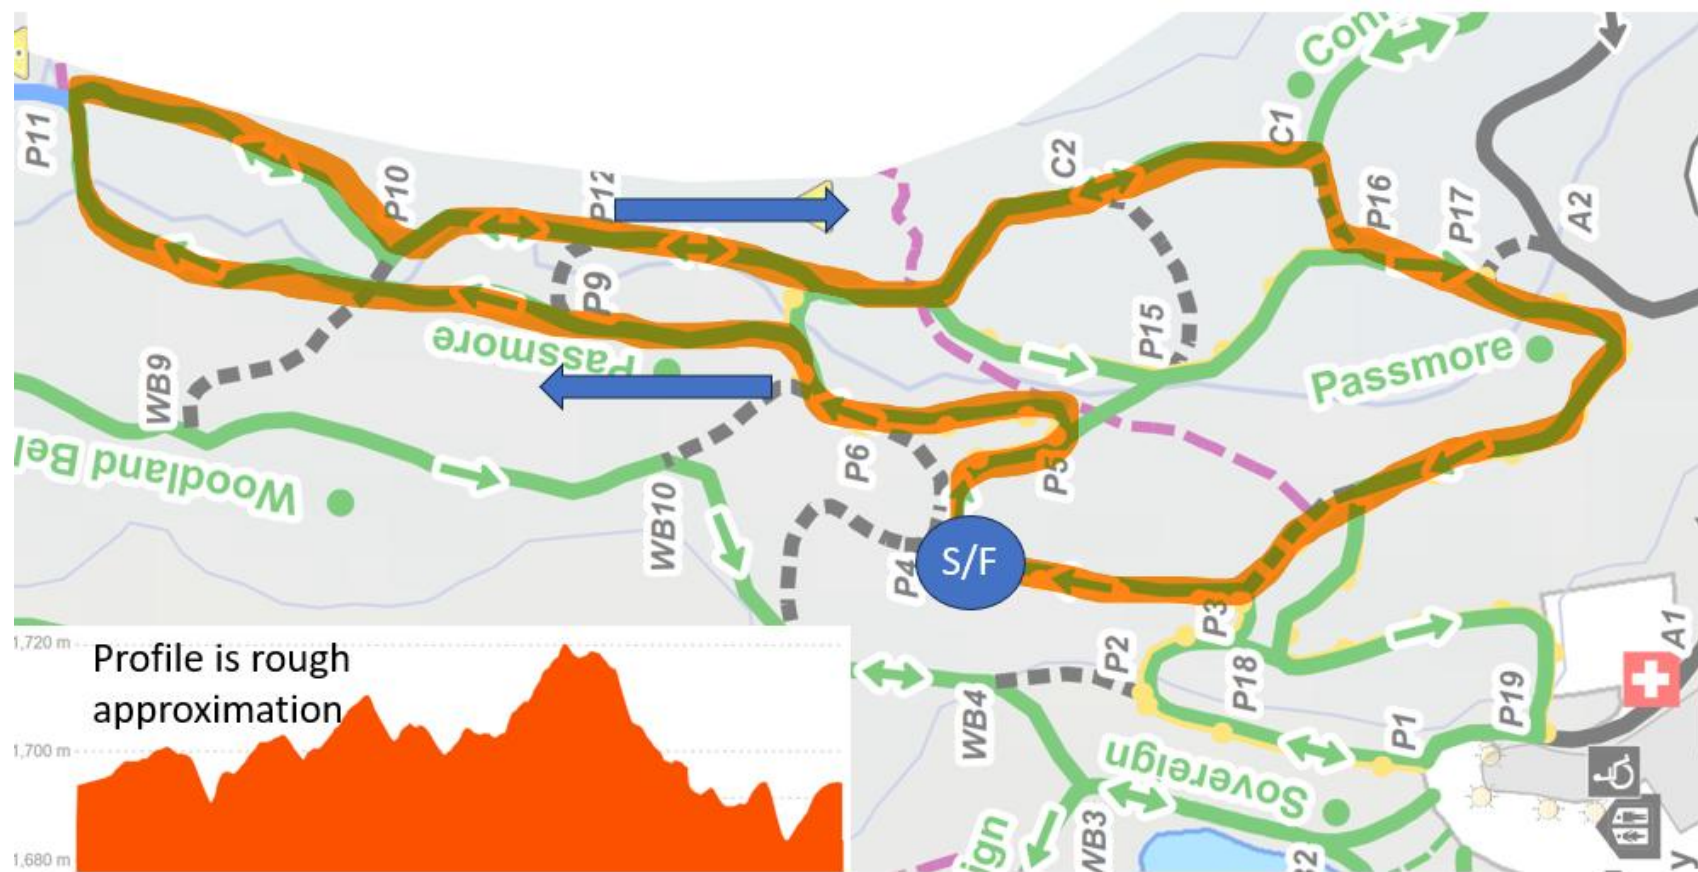 Con
C1
P11
P10
P12
C2
P16
P17
A2
P9
P15
Passmore
Passmore
WB9
Woodland Bel
P6
P5
WB10
P4
S/F
P3
P2
P18
P19
A1
WB4
P1
Sovereign
WB3
ign
B2
y
1,720 m
Profile is rough
approximation
1,700 m
1,680 m